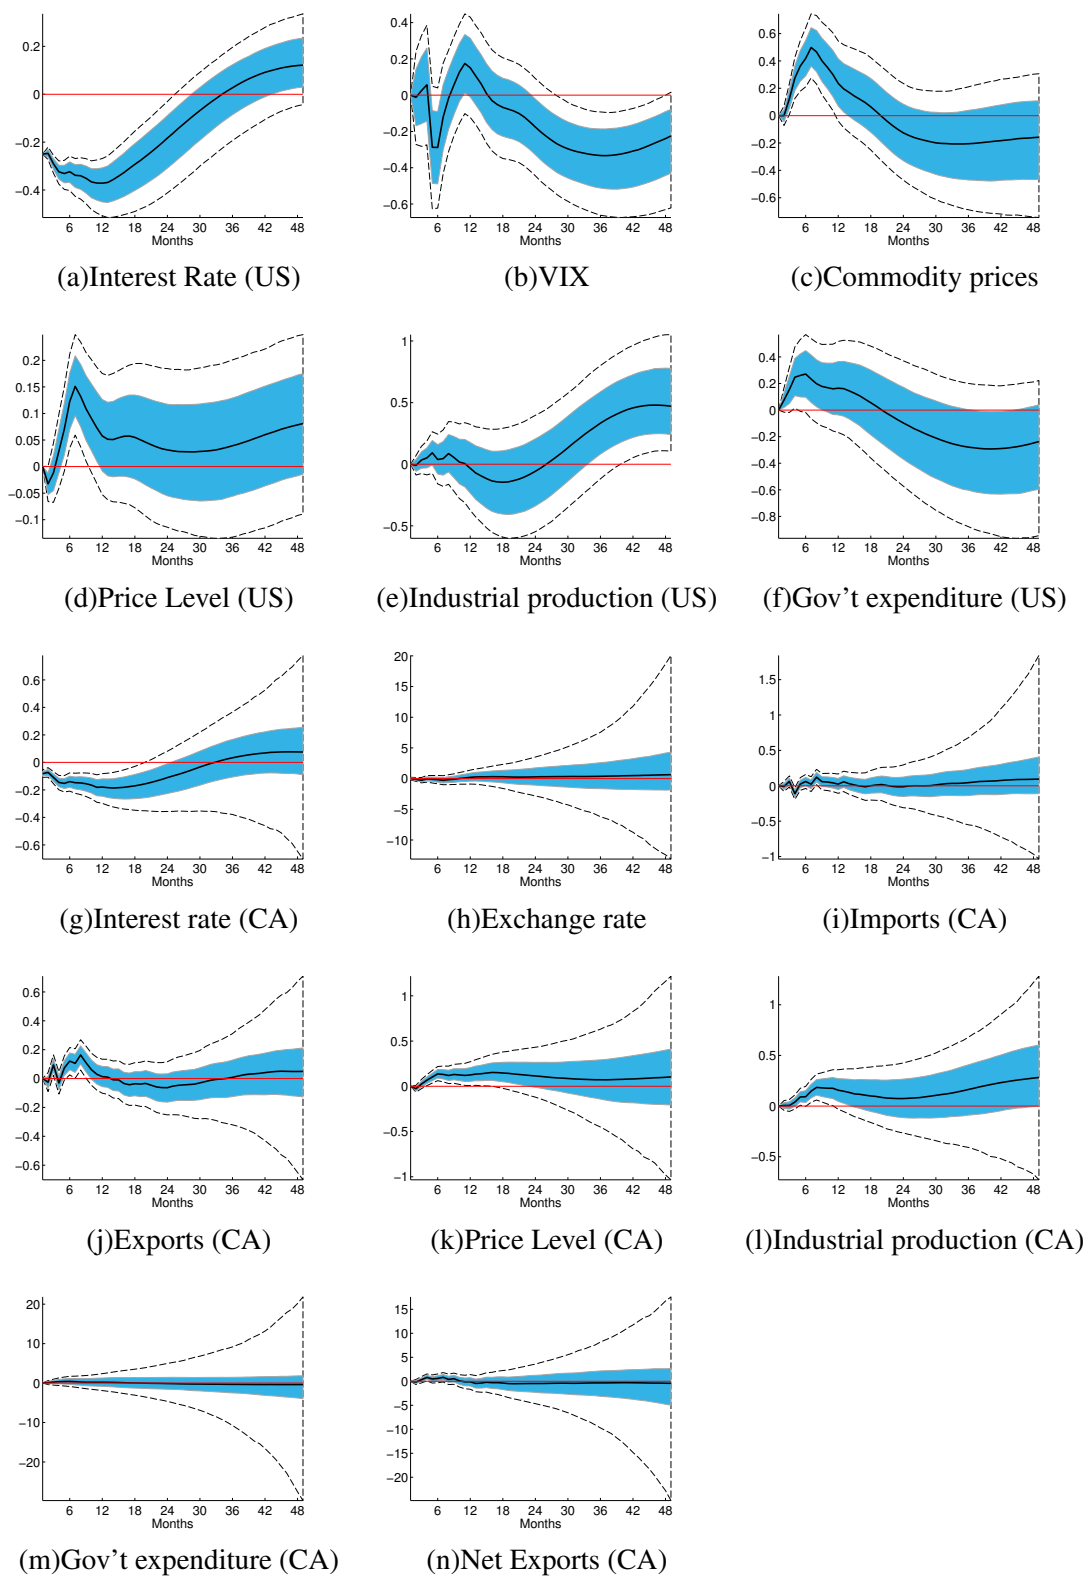 0.2
0
−0.2
−0.4
6 12 18 24 30 36 42 48
Months
(a)Interest Rate (US)
0.4
0.2
0
−0.2
−0.4
−0.6
6 12 18 24 30 36 42 48
Months
(b)VIX
0.6
0.4
0.2
0
−0.2
−0.4
−0.6
6 12 18 24 30 36 42 48
Months
(c)Commodity prices
0.2
0.15
0.1
0.05
0
−0.05
−0.1
6 12 18 24 30 36 42 48
Months
(d)Price Level (US)
1
0.5
0
−0.5
6 12 18 24 30 36 42 48
Months
(e)Industrial production (US)
0.4
0.2
0
−0.2
−0.4
−0.6
−0.8
6 12 18 24 30 36 42 48
Months
(f)Gov't expenditure (US)
0.6
0.4
0.2
0
−0.2
−0.4
−0.6
6 12 18 24 30 36 42 48
Months
(g)Interest rate (CA)
20
15
10
5
0
−5
−10
6 12 18 24 30 36 42 48
Months
(h)Exchange rate
1.5
1
0.5
0
−0.5
−1
6 12 18 24 30 36 42 48
Months
(i)Imports (CA)
0.6
0.4
0.2
0
−0.2
−0.4
−0.6
6 12 18 24 30 36 42 48
Months
(j)Exports (CA)
1
0.5
0
−0.5
−1
6 12 18 24 30 36 42 48
Months
(k)Price Level (CA)
1
0.5
0
−0.5
6 12 18 24 30 36 42 48
Months
(l)Industrial production (CA)
20
10
0
−10
−20
6 12 18 24 30 36 42 48
Months
(m)Gov't expenditure (CA)
15
10
5
0
−5
−10
−15
−20
6 12 18 24 30 36 42 48
Months
(n)Net Exports (CA)